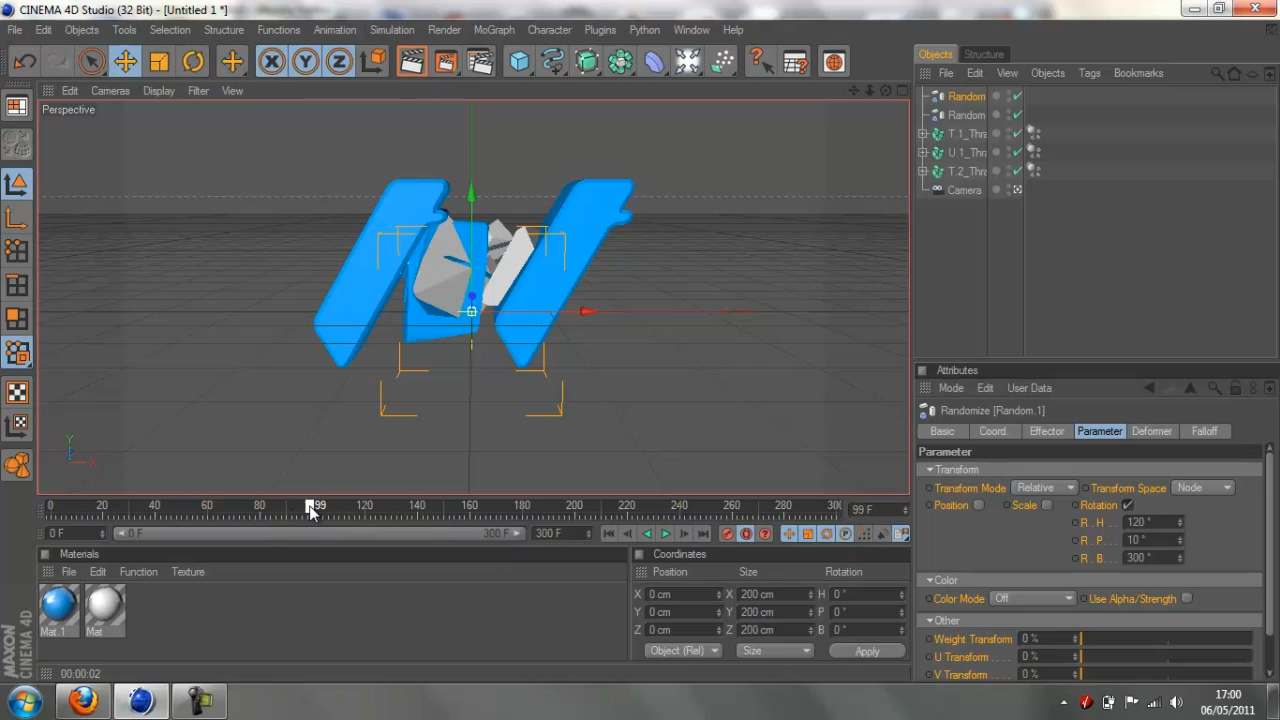 CINEMA 4D Studio (32 Bit) - [Untitled 1 *]
File Edit Objects Tools Selection Structure Functions Animation Render MoGraph Character Plugins Simulation Python Window Help
Objects Structure
File Edit View Objects Tags Bookmarks
Edit Cameras Display Filter View
Perspective
Random
Random
T.1_Thra
U.1_Thra
T.2_Thra
Camera
Y
X
Attributes
Mode Edit User Data
Randomize [Random.1]
Basic Coord. Effector Parameter Deformer Falloff
Parameter
Transform
Transform Mode Relative Transform Space Node
Position Scale Rotation
R . H 120 °
R . P. 10 °
R . B. 300 °
Color
Color Mode Off Use Alpha/Strength
Other
Weight Transform 0 %
U Transform . . . . 0 %
V Transform . . . . 0 %
0 20 40 60 80 99 120 140 160 180 200 220 240 260 280 300 99 F
0 F 0 F 300 F 300 F
Materials
File Edit Function Texture
Mat.1 Mat
Coordinates
Position Size Rotation
X 0 cm X 200 cm H 0 °
Y 0 cm Y 200 cm P 0 °
Z 0 cm Z 200 cm B 0 °
Object (Rel) Size Apply
00:00:02
MAXON CINEMA 4D
17:00
06/05/2011